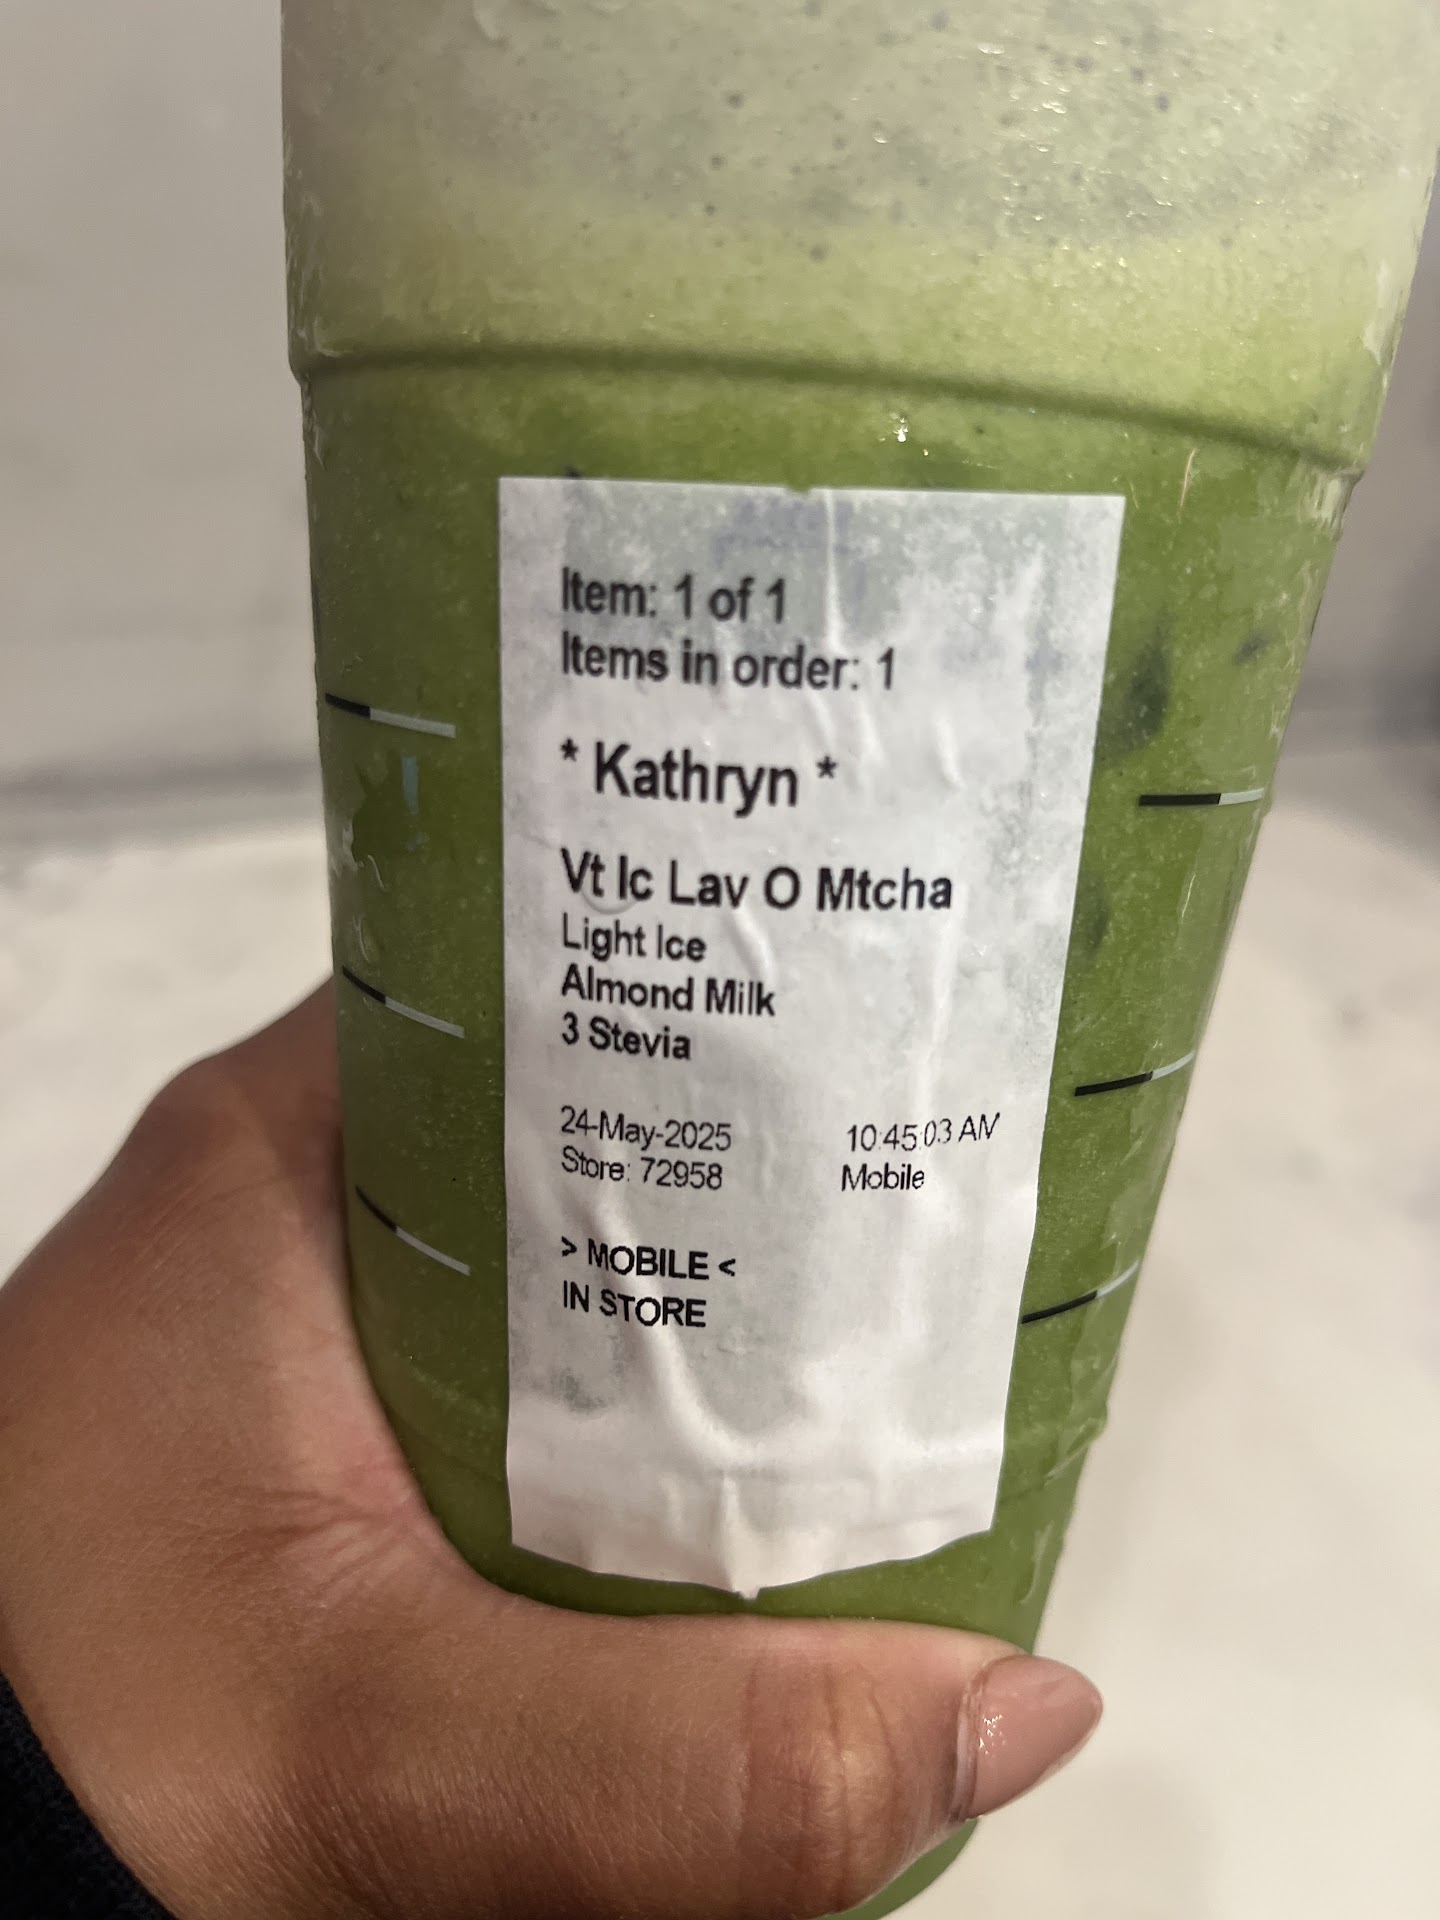 Item: 1 of 1
Items in order: 1
* Kathryn *
Vt Ic Lav O Mtcha
Light Ice
Almond Milk
3 Stevia
24-May-2025 10:45:03 AM
Store: 72958 Mobile
> MOBILE <
IN STORE